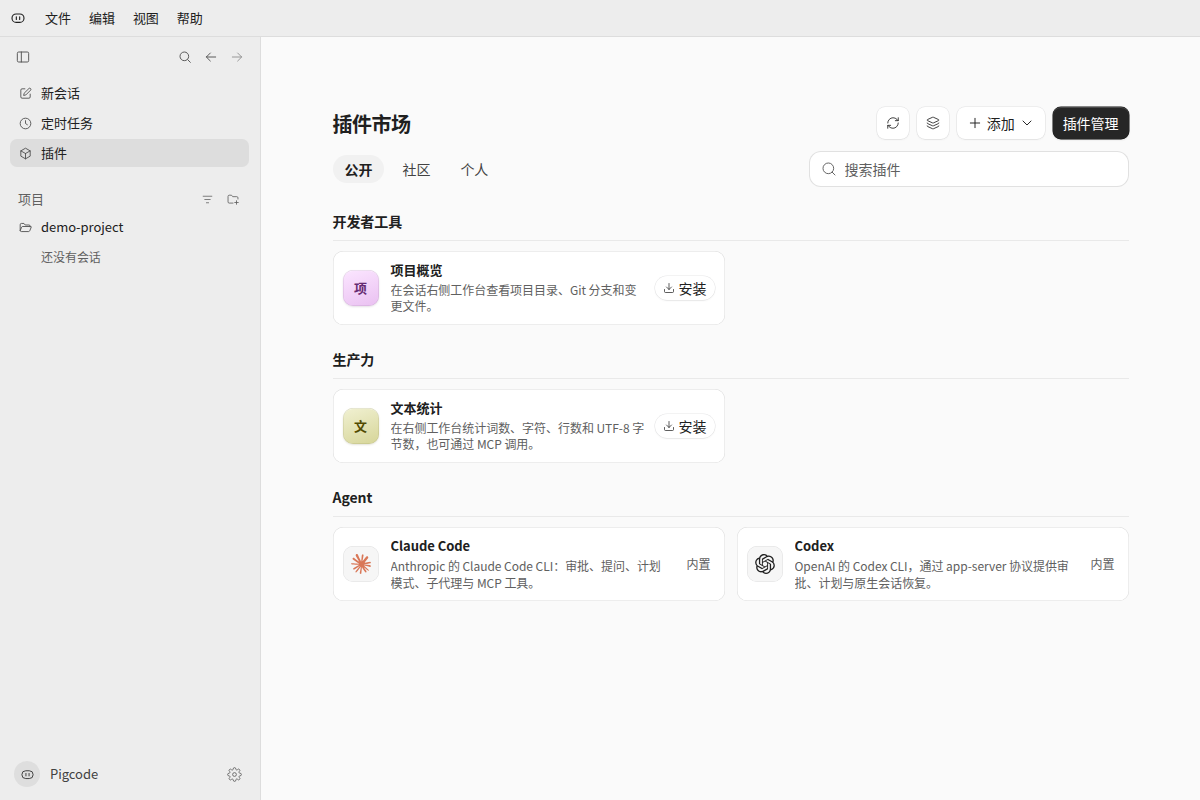 文件 编辑 视图 帮助
新会话
定时任务
插件
项目
demo-project
还没有会话
Pigcode
插件市场
添加
插件管理
公开 社区 个人
搜索插件
开发者工具
项
项目概览
在会话右侧工作台查看项目目录、Git 分支和变
更文件。
安装
生产力
文
文本统计
在右侧工作台统计词数、字符、行数和 UTF-8 字
节数，也可通过 MCP 调用。
安装
Agent
Claude Code
Anthropic 的 Claude Code CLI：审批、提问、计划
模式、子代理与 MCP 工具。
内置
Codex
OpenAI 的 Codex CLI，通过 app-server 协议提供审
批、计划与原生会话恢复。
内置